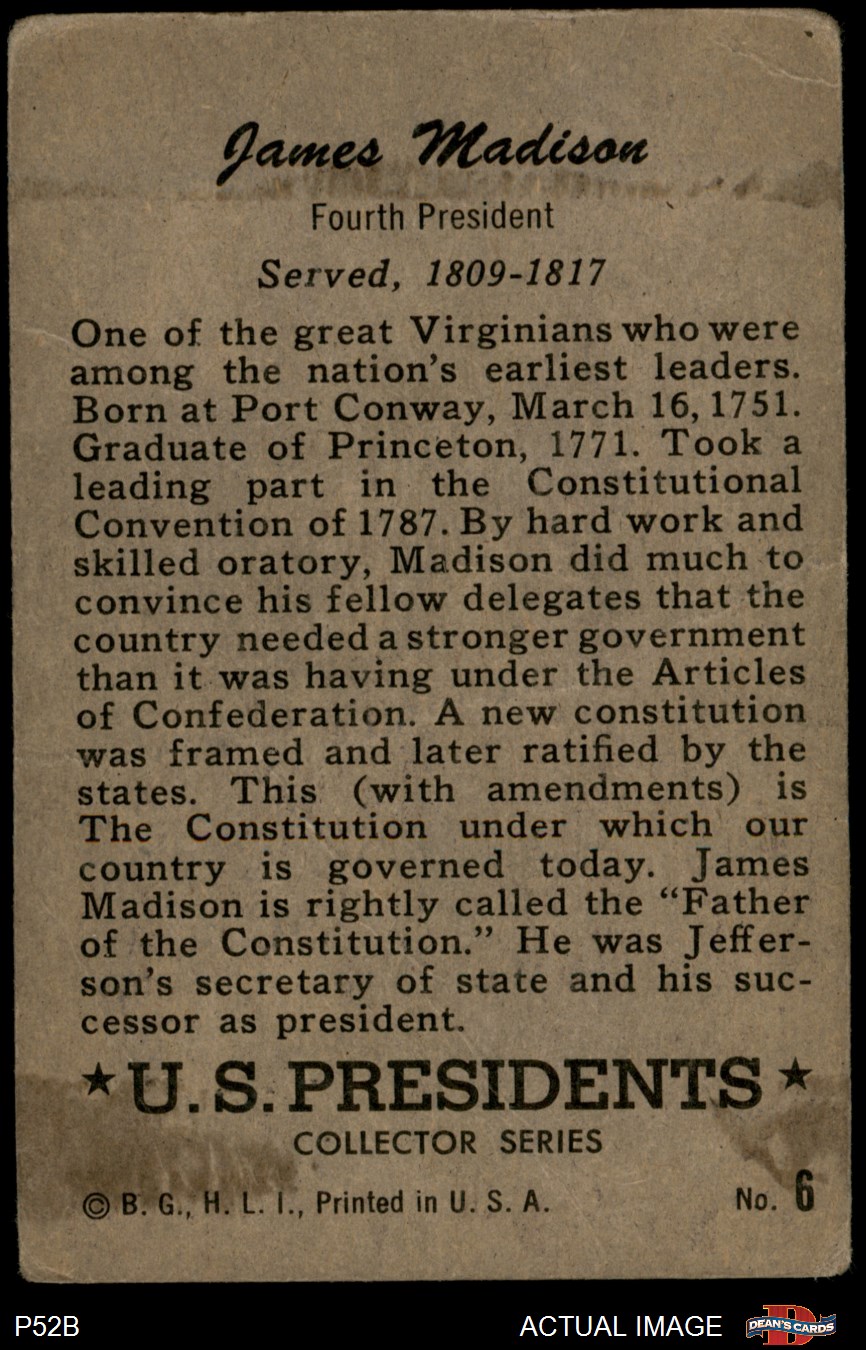 James Madison
Fourth President
Served, 1809-1817
One of the great Virginians who were
among the nation's earliest leaders.
Born at Port Conway, March 16, 1751.
Graduate of Princeton, 1771. Took a
leading part in the Constitutional
Convention of 1787. By hard work and
skilled oratory, Madison did much to
convince his fellow delegates that the
country needed a stronger government
than it was having under the Articles
of Confederation. A new constitution
was framed and later ratified by the
states. This (with amendments) is
The Constitution under which our
country is governed today. James
Madison is rightly called the “Father
of the Constitution.” He was Jeffer-
son's secretary of state and his suc-
cessor as president.
★ U. S. PRESIDENTS ★
COLLECTOR SERIES
© B. G., H. L. I., Printed in U. S. A. No. 6
P52B ACTUAL IMAGE DEAN'S CARDS